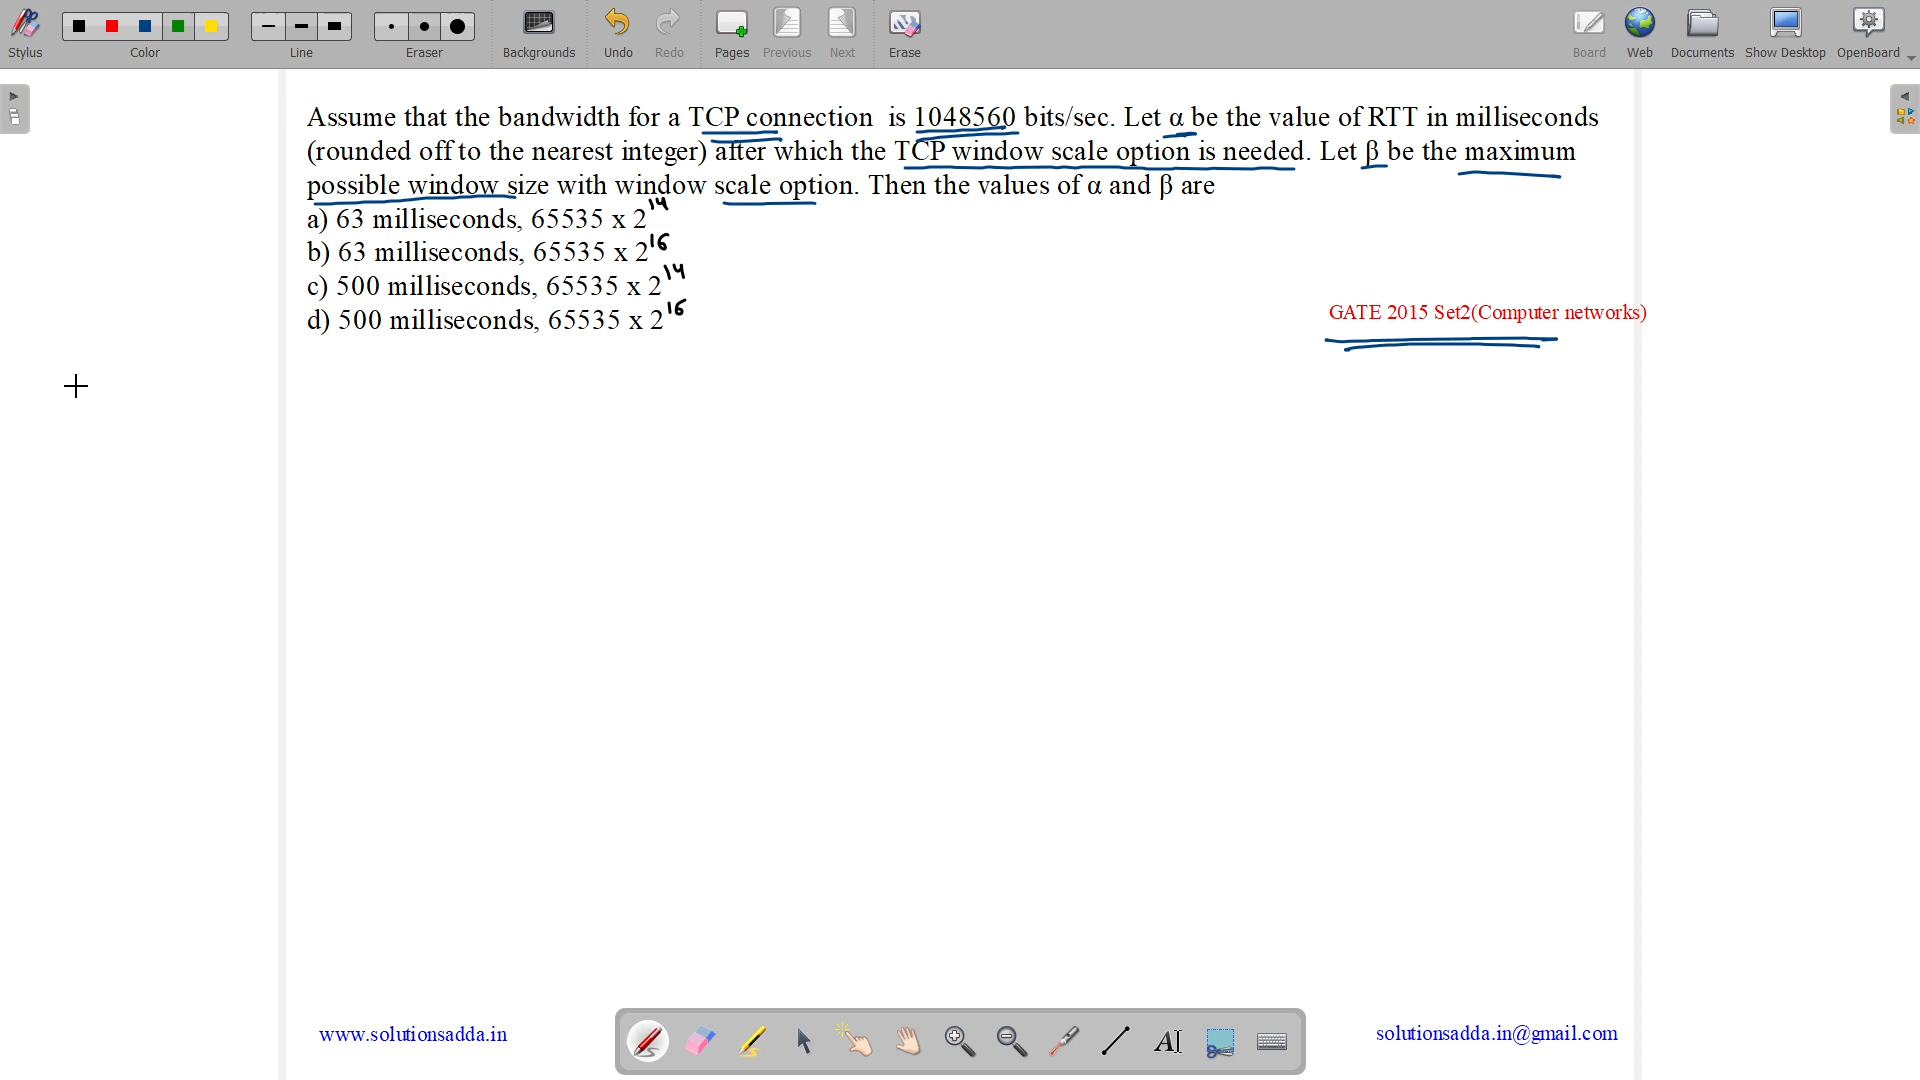 Stylus Color Line Eraser Backgrounds Undo Redo Pages Previous Next Erase Board Web Documents Show Desktop OpenBoard
Assume that the bandwidth for a TCP connection is 1048560 bits/sec. Let α be the value of RTT in milliseconds
(rounded off to the nearest integer) after which the TCP window scale option is needed. Let β be the maximum
possible window size with window scale option. Then the values of α and β are
a) 63 milliseconds, 65535 x 2^14
b) 63 milliseconds, 65535 x 2^16
c) 500 milliseconds, 65535 x 2^14
d) 500 milliseconds, 65535 x 2^16
GATE 2015 Set2(Computer networks)
www.solutionsadda.in
solutionsadda.in@gmail.com